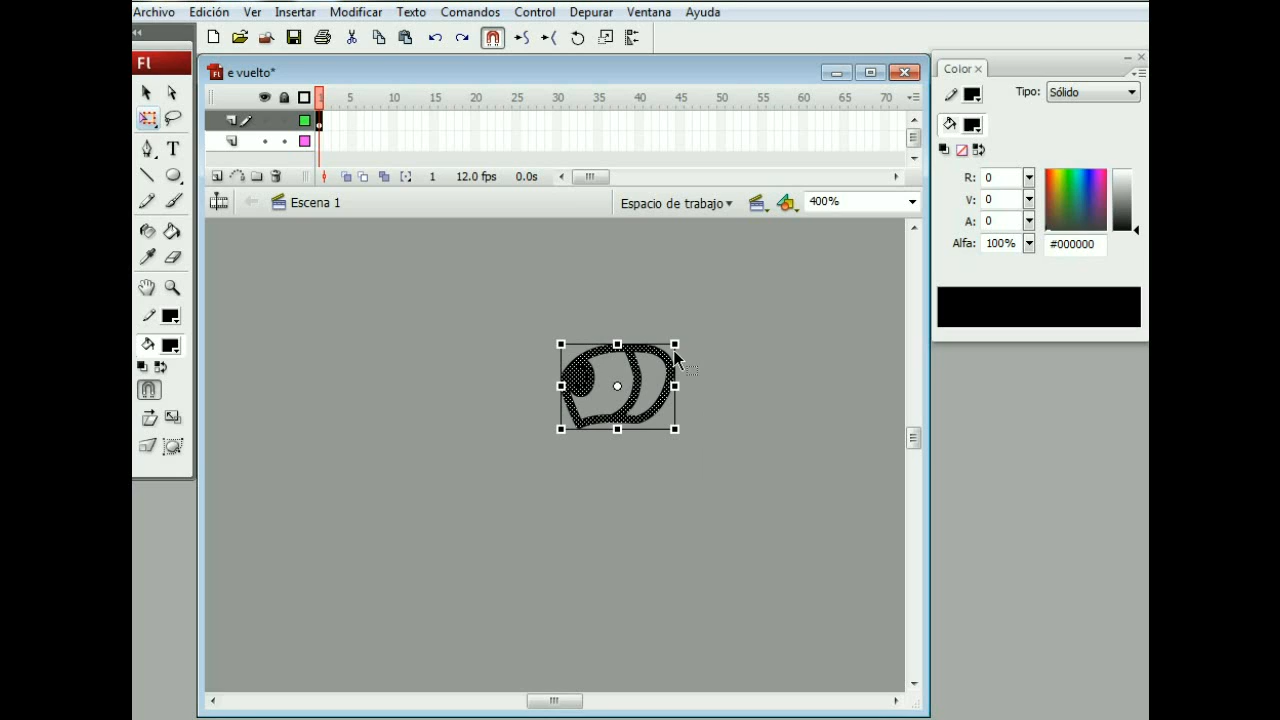 Archivo Edición Ver Insertar Modificar Texto Comandos Control Depurar Ventana Ayuda
Fl
e vuelto*
Color
Tipo: Sólido
5 10 15 20 25 30 35 40 45 50 55 60 65 70
1 12.0 fps 0.0s
Escena 1
Espacio de trabajo
400%
R: 0
V: 0
A: 0
Alfa: 100% #000000